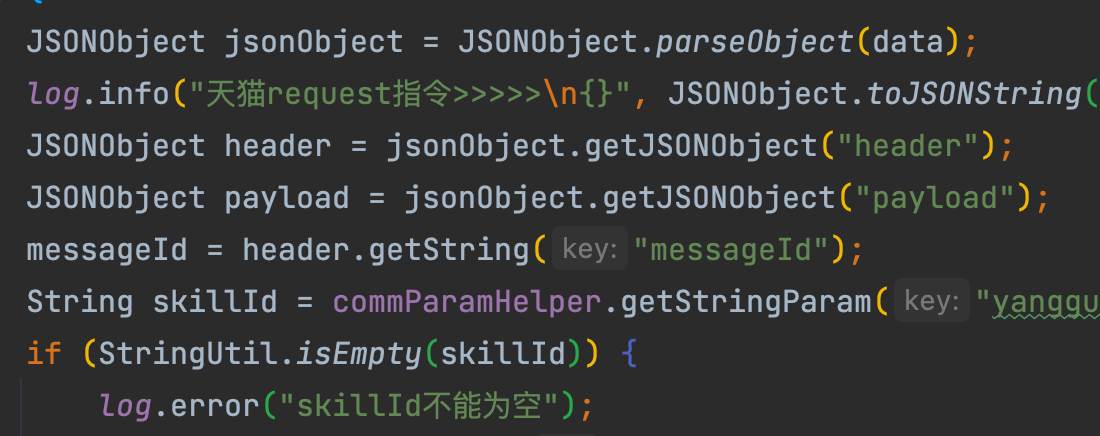 {
JSONObject jsonObject = JSONObject.parseObject(data);
log.info("天猫request指令>>>>>\n{}", JSONObject.toJSONString(
JSONObject header = jsonObject.getJSONObject("header");
JSONObject payload = jsonObject.getJSONObject("payload");
messageId = header.getString( key: "messageId");
String skillId = commParamHelper.getStringParam( key: "yanggu
if (StringUtil.isEmpty(skillId)) {
log.error("skillId不能为空");